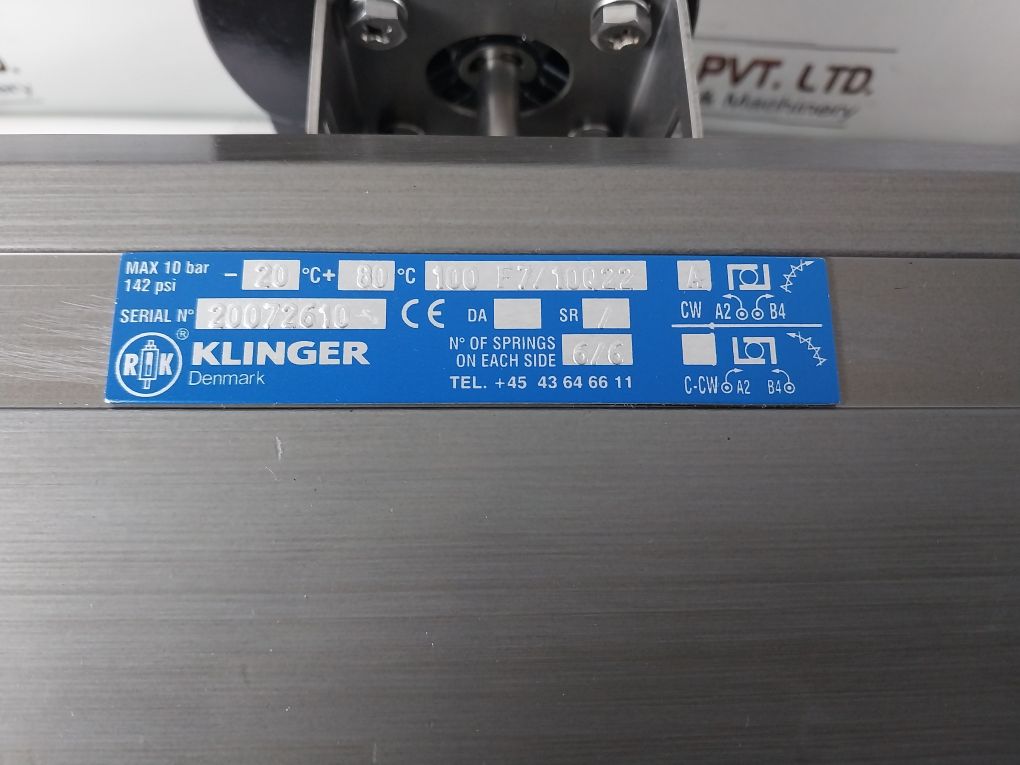 D.
PVT. LTD.
& Machinery
MAX 10 bar
142 psi
- 20 °C + 80 °C 100 F7/10Q22 A
SERIAL N° 20072610 CE DA SR / CW A2 B4
RK ® KLINGER
Denmark
N° OF SPRINGS
ON EACH SIDE 6/6
TEL. +45 43 64 66 11
C-CW A2 B4